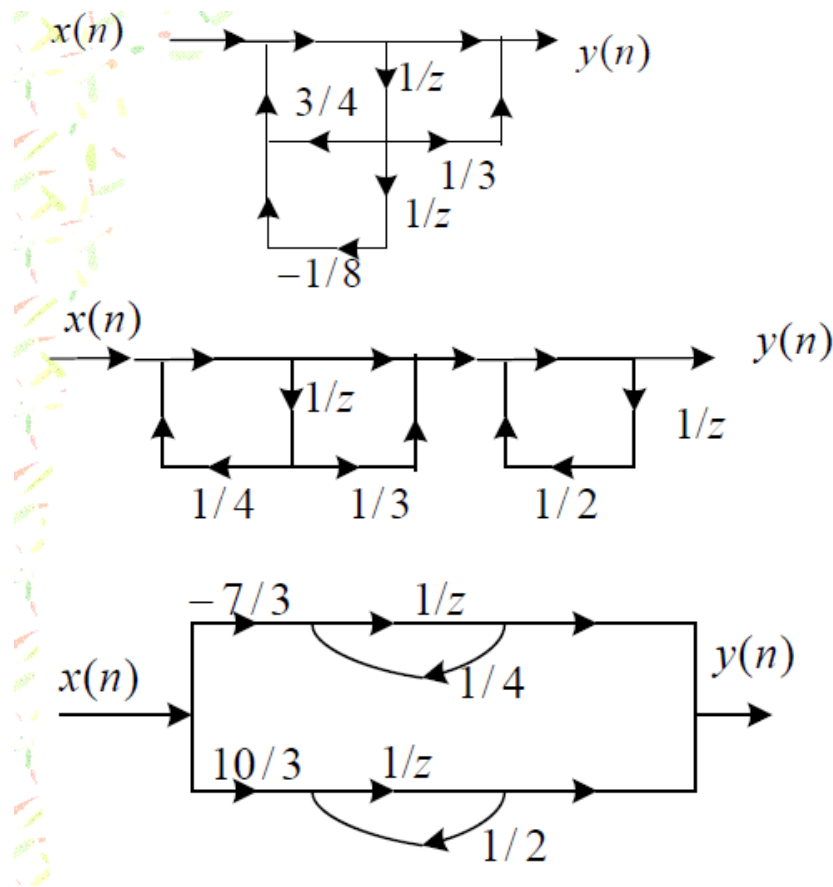 x(n)
y(n)
1/z
3/4
1/3
1/z
−1/8
x(n)
y(n)
1/z
1/z
1/4
1/3
1/2
−7/3
1/z
x(n)
y(n)
1/4
10/3
1/z
1/2